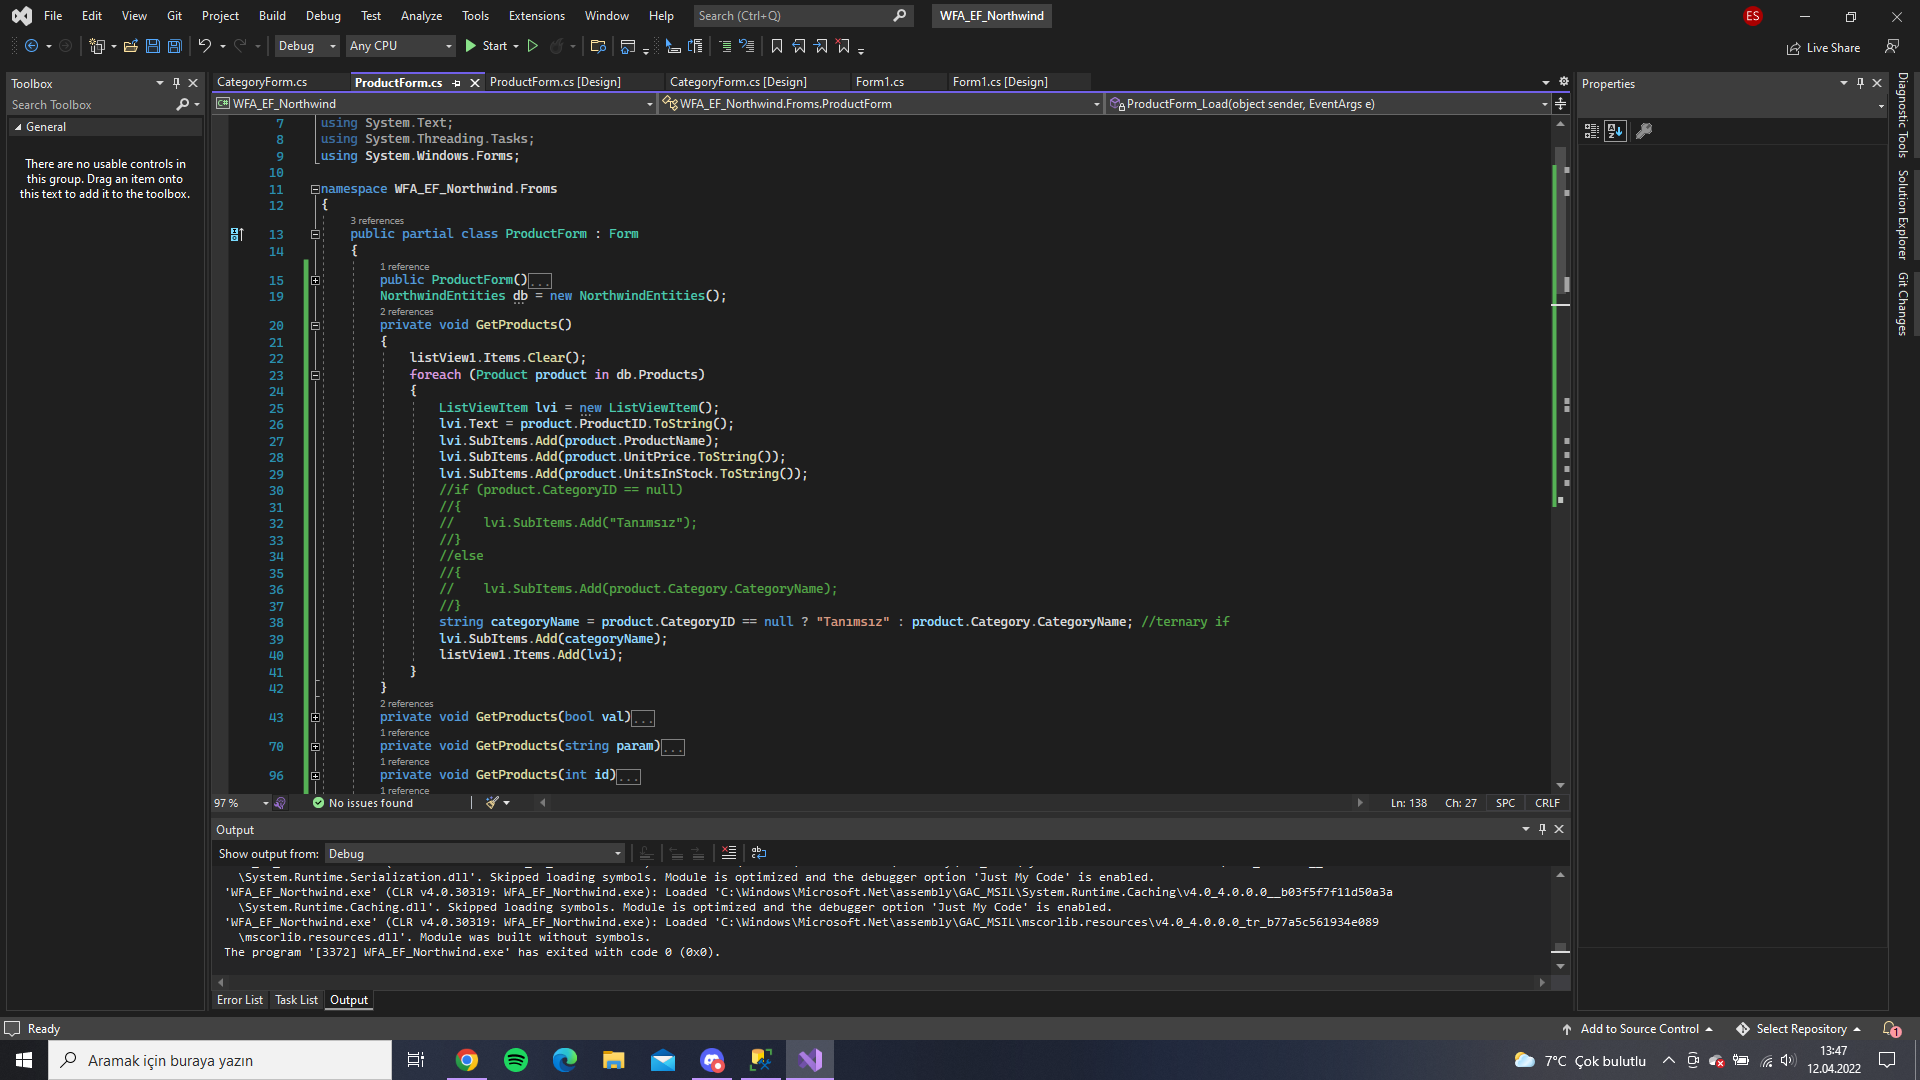 File Edit View Git Project Build Debug Test Analyze Tools Extensions Window Help Search (Ctrl+Q) WFA_EF_Northwind ES
Debug Any CPU Start Live Share
Toolbox
Search Toolbox
General
There are no usable controls in
this group. Drag an item onto
this text to add it to the toolbox.
CategoryForm.cs ProductForm.cs ProductForm.cs [Design] CategoryForm.cs [Design] Form1.cs Form1.cs [Design]
WFA_EF_Northwind WFA_EF_Northwind.Froms.ProductForm ProductForm_Load(object sender, EventArgs e)
7 using System.Text;
8 using System.Threading.Tasks;
9 using System.Windows.Forms;
10
11 namespace WFA_EF_Northwind.Froms
12 {
3 references
13 public partial class ProductForm : Form
14 {
1 reference
15 public ProductForm()...
19 NorthwindEntities db = new NorthwindEntities();
2 references
20 private void GetProducts()
21 {
22 listView1.Items.Clear();
23 foreach (Product product in db.Products)
24 {
25 ListViewItem lvi = new ListViewItem();
26 lvi.Text = product.ProductID.ToString();
27 lvi.SubItems.Add(product.ProductName);
28 lvi.SubItems.Add(product.UnitPrice.ToString());
29 lvi.SubItems.Add(product.UnitsInStock.ToString());
30 //if (product.CategoryID == null)
31 //{
32 // lvi.SubItems.Add("Tanımsız");
33 //}
34 //else
35 //{
36 // lvi.SubItems.Add(product.Category.CategoryName);
37 //}
38 string categoryName = product.CategoryID == null ? "Tanımsız" : product.Category.CategoryName; //ternary if
39 lvi.SubItems.Add(categoryName);
40 listView1.Items.Add(lvi);
41 }
42 }
2 references
43 private void GetProducts(bool val)...
1 reference
70 private void GetProducts(string param)...
1 reference
96 private void GetProducts(int id)...
1 reference
97 % No issues found Ln: 138 Ch: 27 SPC CRLF
Output
Show output from: Debug
\System.Runtime.Serialization.dll'. Skipped loading symbols. Module is optimized and the debugger option 'Just My Code' is enabled.
'WFA_EF_Northwind.exe' (CLR v4.0.30319: WFA_EF_Northwind.exe): Loaded 'C:\Windows\Microsoft.Net\assembly\GAC_MSIL\System.Runtime.Caching\v4.0_4.0.0.0__b03f5f7f11d50a3a
\System.Runtime.Caching.dll'. Skipped loading symbols. Module is optimized and the debugger option 'Just My Code' is enabled.
'WFA_EF_Northwind.exe' (CLR v4.0.30319: WFA_EF_Northwind.exe): Loaded 'C:\Windows\Microsoft.Net\assembly\GAC_MSIL\mscorlib.resources\v4.0_4.0.0.0_tr_b77a5c561934e089
\mscorlib.resources.dll'. Module was built without symbols.
The program '[3372] WFA_EF_Northwind.exe' has exited with code 0 (0x0).
Error List Task List Output
Properties
Diagnostic Tools
Solution Explorer
Git Changes
Ready Add to Source Control Select Repository 1
Aramak için buraya yazın 7°C Çok bulutlu 13:47
12.04.2022